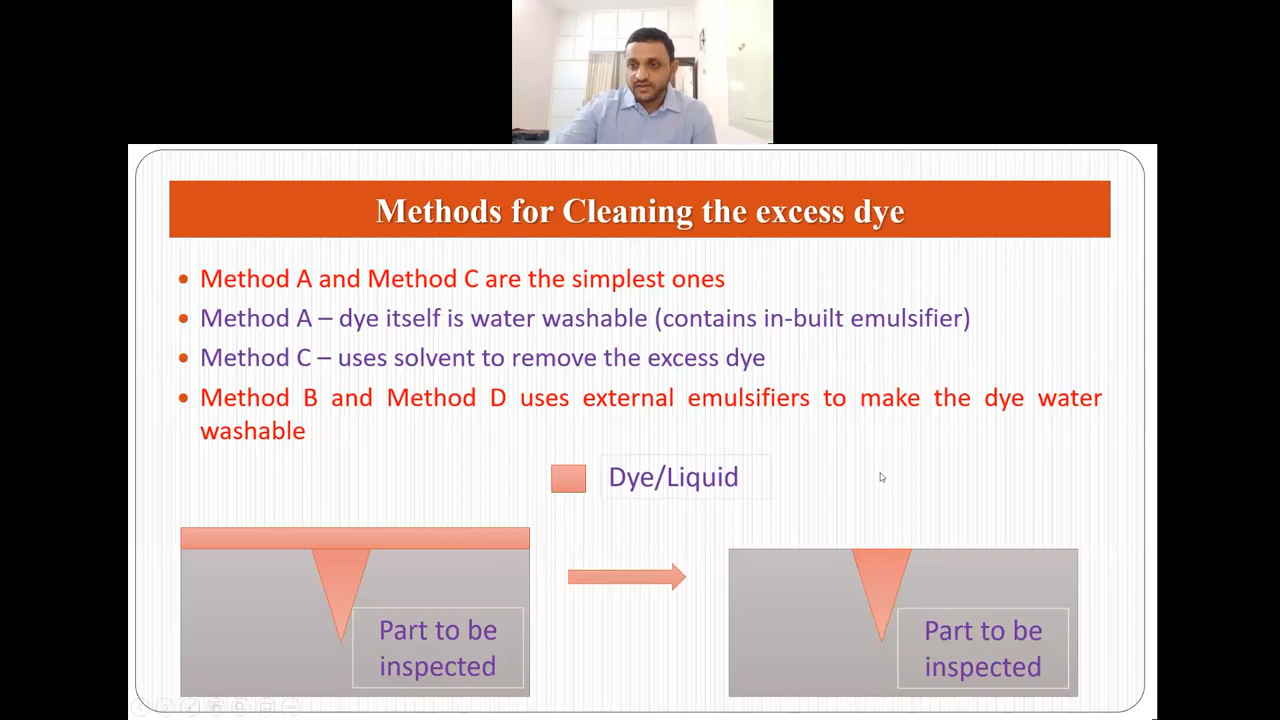 Methods for Cleaning the excess dye
Method A and Method C are the simplest ones
Method A – dye itself is water washable (contains in-built emulsifier)
Method C – uses solvent to remove the excess dye
Method B and Method D uses external emulsifiers to make the dye water
washable
Dye/Liquid
Part to be
inspected
Part to be
inspected